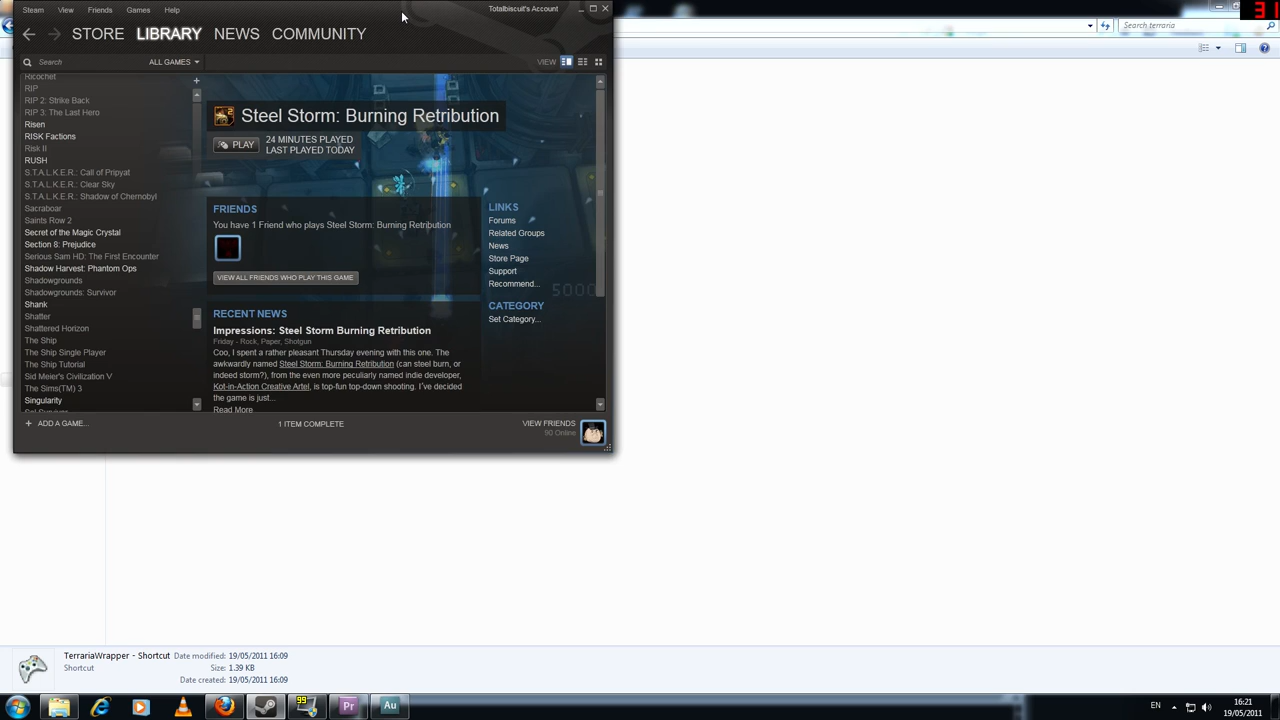 Steam View Friends Games Help
Totalbiscuit's Account
31
STORE LIBRARY NEWS COMMUNITY
Search terraria
Search
ALL GAMES
VIEW
Ricochet
RIP
RIP 2: Strike Back
RIP 3: The Last Hero
Risen
RISK Factions
Risk II
RUSH
S.T.A.L.K.E.R.: Call of Pripyat
S.T.A.L.K.E.R.: Clear Sky
S.T.A.L.K.E.R.: Shadow of Chernobyl
Sacraboar
Saints Row 2
Secret of the Magic Crystal
Section 8: Prejudice
Serious Sam HD: The First Encounter
Shadow Harvest: Phantom Ops
Shadowgrounds
Shadowgrounds: Survivor
Shank
Shatter
Shattered Horizon
The Ship
The Ship Single Player
The Ship Tutorial
Sid Meier's Civilization V
The Sims(TM) 3
Singularity
Steel Storm: Burning Retribution
PLAY
24 MINUTES PLAYED
LAST PLAYED TODAY
FRIENDS
You have 1 Friend who plays Steel Storm: Burning Retribution
VIEW ALL FRIENDS WHO PLAY THIS GAME
RECENT NEWS
Impressions: Steel Storm Burning Retribution
Friday - Rock, Paper, Shotgun
Coo, I spent a rather pleasant Thursday evening with this one. The
awkwardly named Steel Storm: Burning Retribution (can steel burn, or
indeed storm?), from the even more peculiarly named indie developer,
Kot-in-Action Creative Artel, is top-fun top-down shooting. I've decided
the game is just...
Read More
LINKS
Forums
Related Groups
News
Store Page
Support
Recommend...
5000
CATEGORY
Set Category...
ADD A GAME...
1 ITEM COMPLETE
VIEW FRIENDS
90 Online
TerrariaWrapper - Shortcut Date modified: 19/05/2011 16:09
Shortcut Size: 1.39 KB
Date created: 19/05/2011 16:09
99
Pr
Au
EN
16:21
19/05/2011